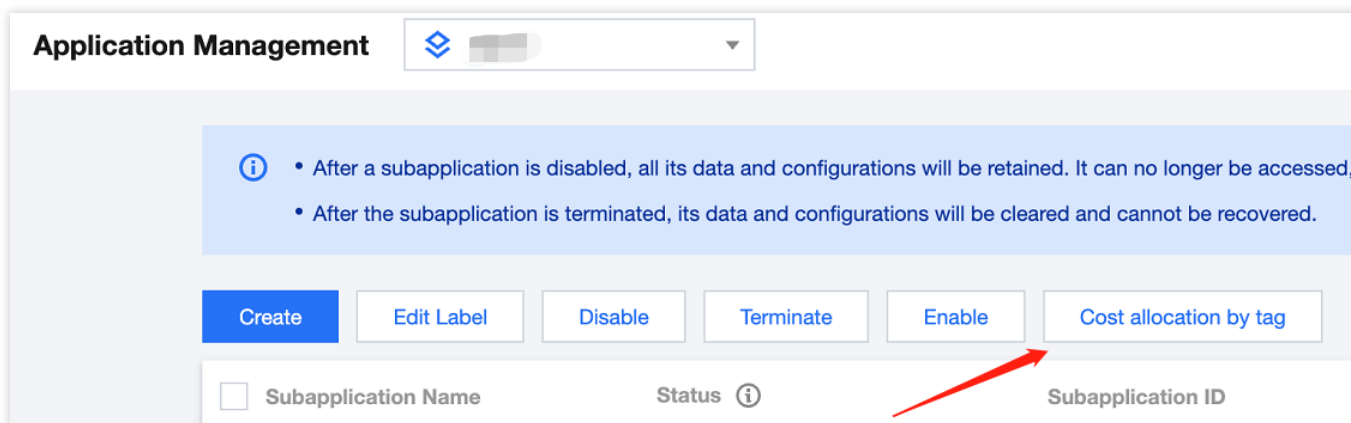 Application Management
• After a subapplication is disabled, all its data and configurations will be retained. It can no longer be accessed,
• After the subapplication is terminated, its data and configurations will be cleared and cannot be recovered.
Create Edit Label Disable Terminate Enable Cost allocation by tag
Subapplication Name Status Subapplication ID